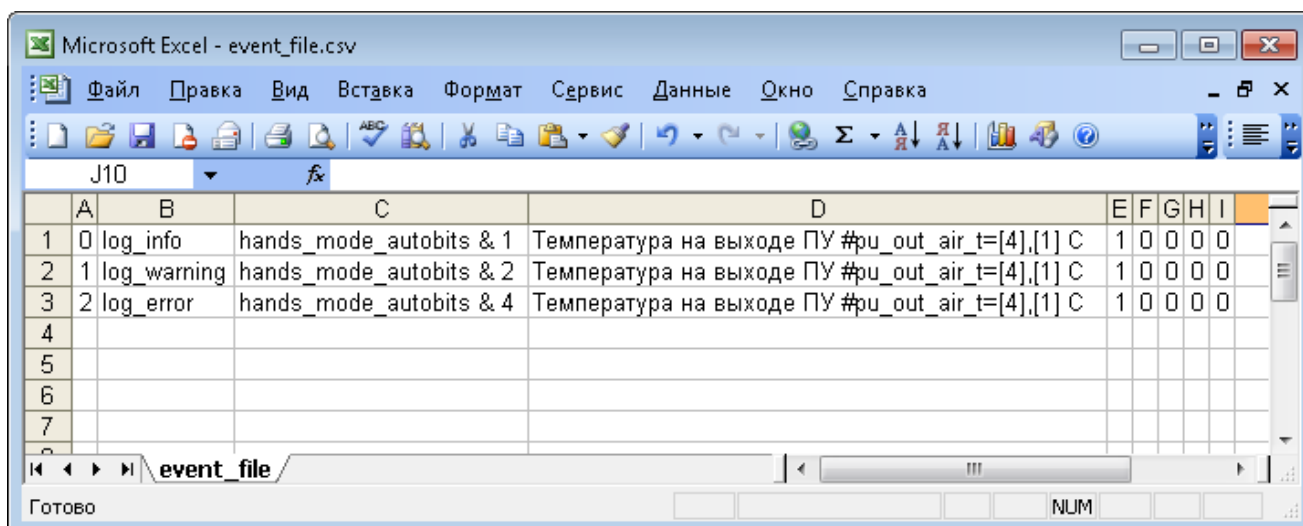 Microsoft Excel - event_file.csv
Файл Правка Вид Вставка Формат Сервис Данные Окно Справка
J10 fx
A B C D E F G H I
1 0 log_info hands_mode_autobits & 1 Температура на выходе ПУ #pu_out_air_t=[4],[1] C 1 0 0 0 0
2 1 log_warning hands_mode_autobits & 2 Температура на выходе ПУ #pu_out_air_t=[4],[1] C 1 0 0 0 0
3 2 log_error hands_mode_autobits & 4 Температура на выходе ПУ #pu_out_air_t=[4],[1] C 1 0 0 0 0
4
5
6
7
event_file
Готово NUM